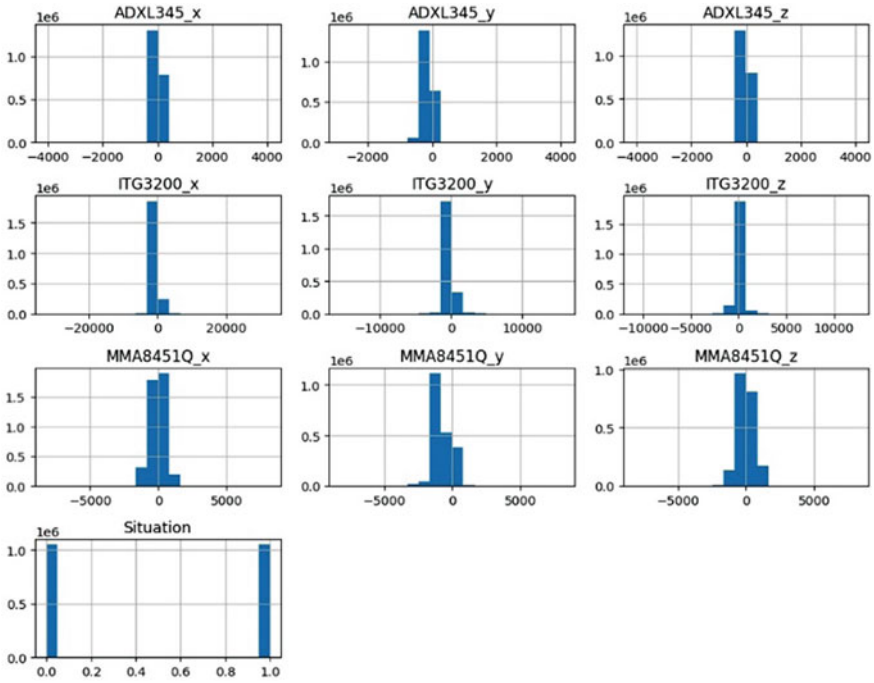 ADXL345_x ADXL345_y ADXL345_z
1e6 1e6 1e6
1.0 1.0 1.0
0.5 0.5 0.5
0.0 0.0 0.0
−4000 −2000 0 2000 4000 −2000 0 2000 4000 −4000 −2000 0 2000 4000
ITG3200_x ITG3200_y ITG3200_z
1e6 1e6 1e6
1.5 1.5 1.5
1.0 1.0 1.0
0.5 0.5 0.5
0.0 0.0 0.0
−20000 0 20000 −10000 0 10000 −10000 −5000 0 5000 10000
MMA8451Q_x MMA8451Q_y MMA8451Q_z
1e6 1e6
1.5 1.0 1.0
1.0 0.5 0.5
0.5
0.0 0.0 0.0
−5000 0 5000 −5000 0 5000 −5000 0 5000
Situation
1e6
1.0
0.5
0.0
0.0 0.2 0.4 0.6 0.8 1.0